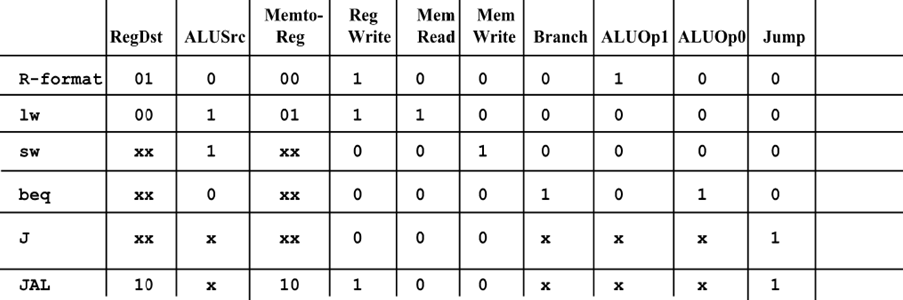 Memto- Reg Mem Mem
RegDst ALUSrc Reg Write Read Write Branch ALUOp1 ALUOp0 Jump
R-format 01 0 00 1 0 0 0 1 0 0
lw 00 1 01 1 1 0 0 0 0 0
sw xx 1 xx 0 0 1 0 0 0 0
beq xx 0 xx 0 0 0 1 0 1 0
J xx x xx 0 0 0 x x x 1
JAL 10 x 10 1 0 0 x x x 1